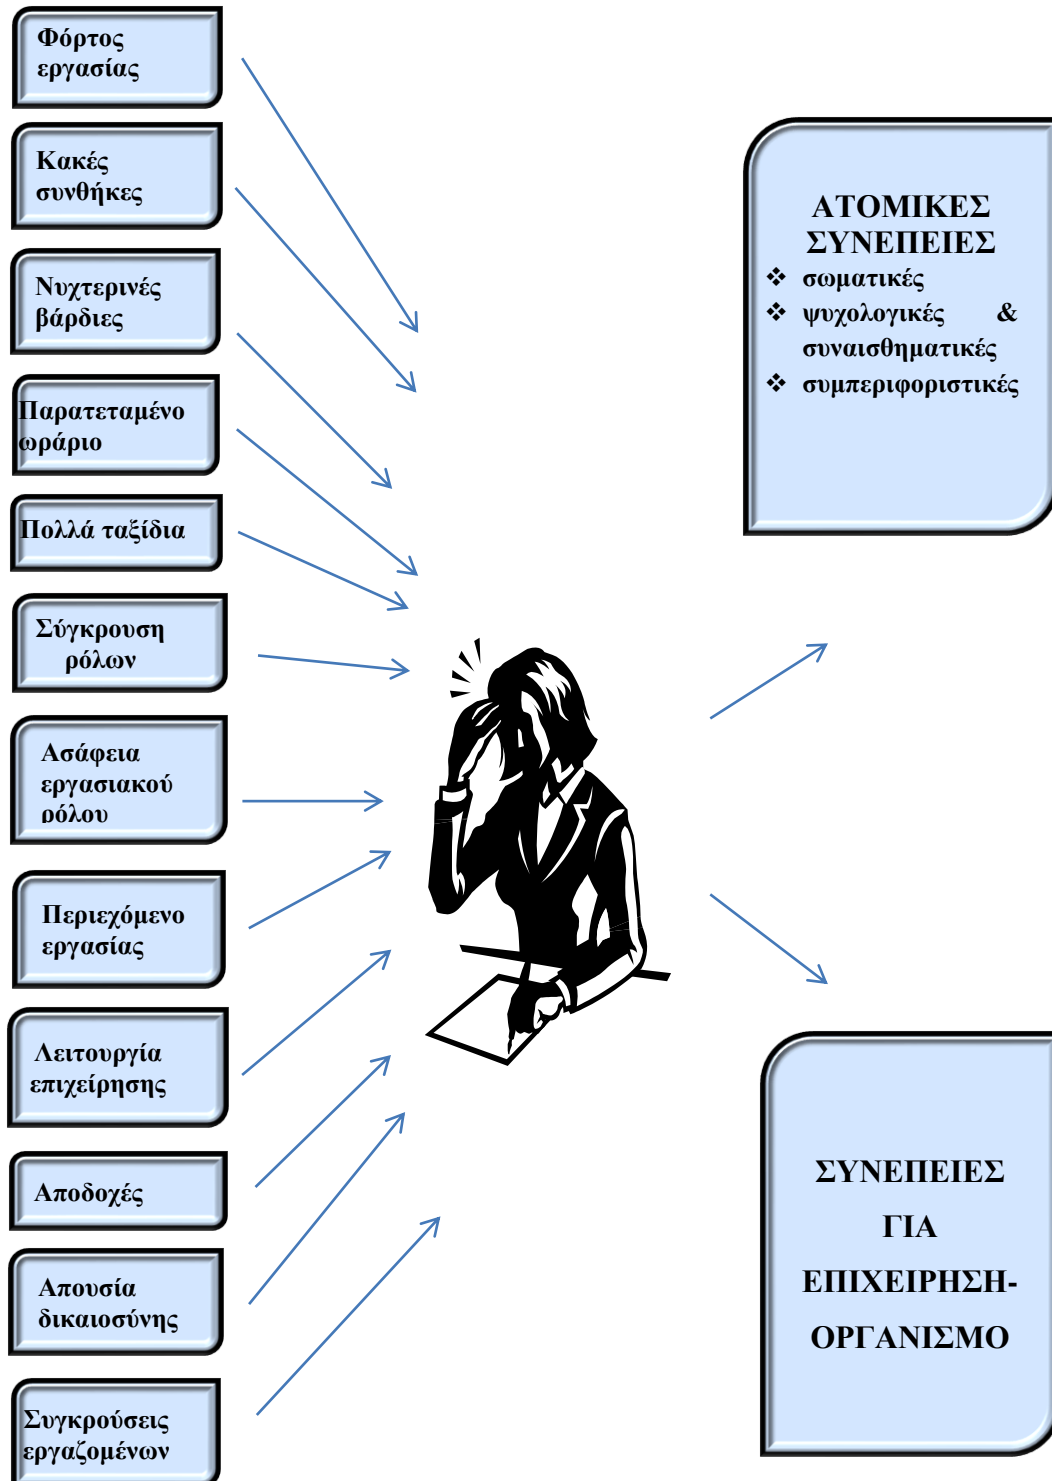 Φόρτος
εργασίας
Κακές
συνθήκες
Νυχτερινές
βάρδιες
Παρατεταμένο
ωράριο
Πολλά ταξίδια
Σύγκρουση
ρόλων
Ασάφεια
εργασιακού
ρόλου
Περιεχόμενο
εργασίας
Λειτουργία
επιχείρησης
Αποδοχές
Απουσία
δικαιοσύνης
Συγκρούσεις
εργαζομένων
ΑΤΟΜΙΚΕΣ
ΣΥΝΕΠΕΙΕΣ
❖ σωματικές
❖ ψυχολογικές &
συναισθηματικές
❖ συμπεριφοριστικές
ΣΥΝΕΠΕΙΕΣ
ΓΙΑ
ΕΠΙΧΕΙΡΗΣΗ-
ΟΡΓΑΝΙΣΜΟ